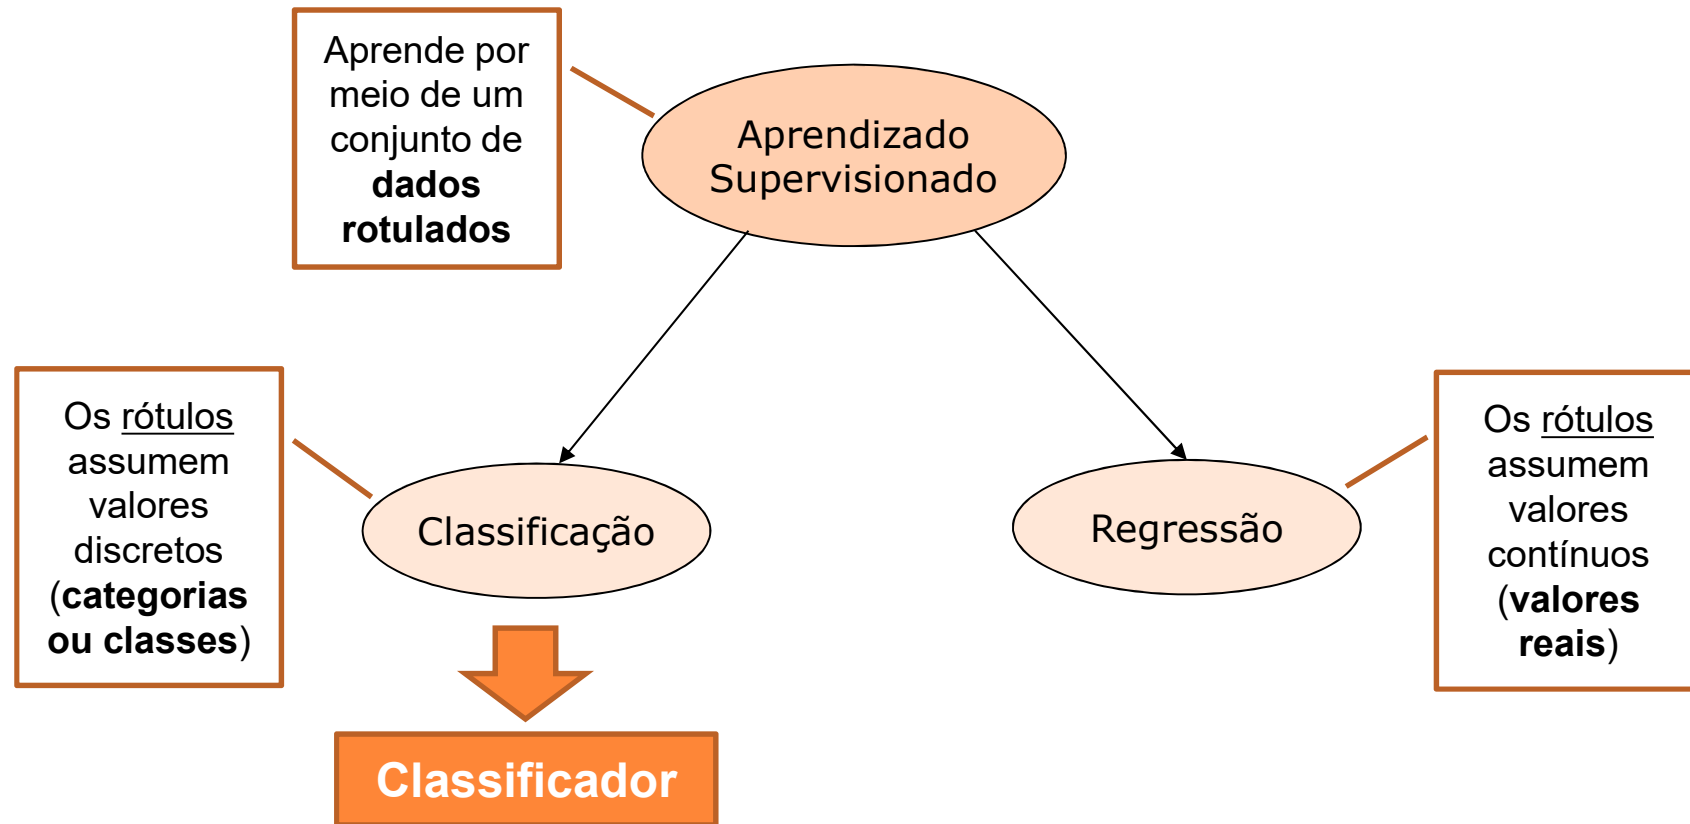 Aprende por
meio de um
conjunto de
dados
rotulados
Aprendizado
Supervisionado
Os rótulos
assumem
valores
discretos
(categorias
ou classes)
Classificação
Regressão
Os rótulos
assumem
valores
contínuos
(valores
reais)
Classificador